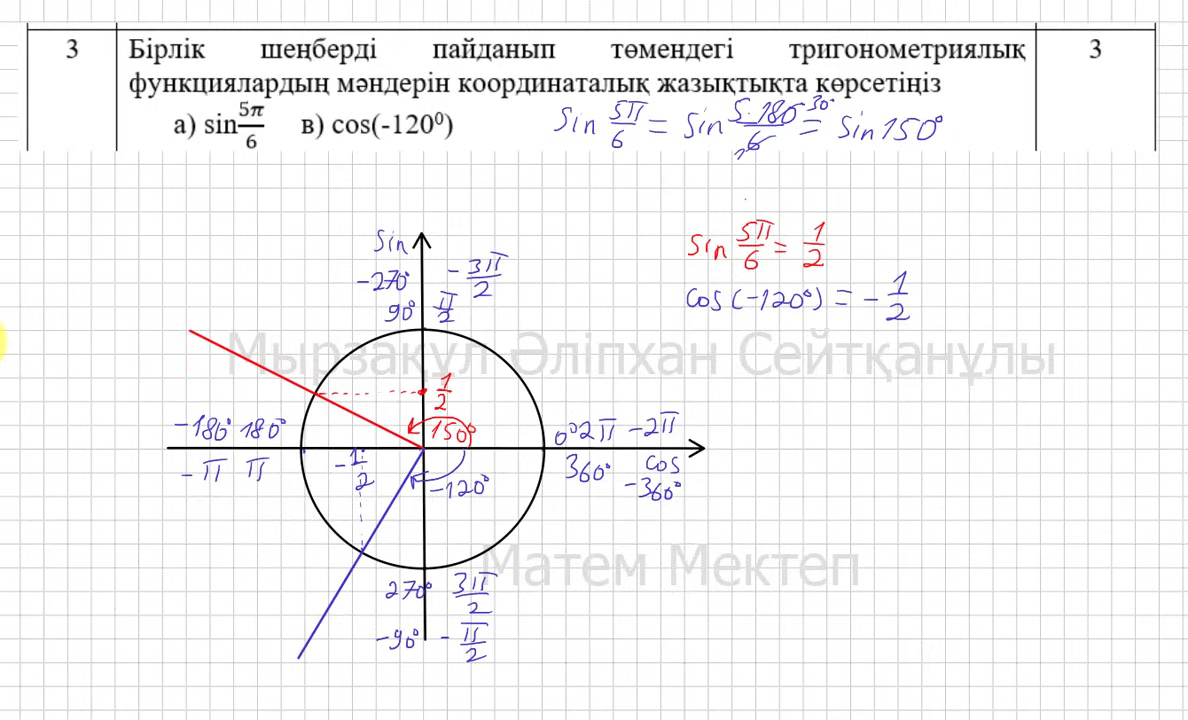 3 Бірлік шеңберді пайданып төмендегі тригонометриялық 3
функциялардың мәндерін координаталық жазықтықта көрсетіңіз
а) sin 5π/6 в) cos(-120⁰) sin 5π/6 = sin 5·180°/6 = sin 150°
30°
1
sin
sin 5π/6 = 1/2
-270° -3π/2
cos(-120°) = -1/2
90° π/2
Мырзақұл Әліпхан Сейтқанұлы
1/2
-180° 180° 150° 0° 2π -2π
-π π -1/2 -120° 360° cos
-360°
Матем Мектеп
270° 3π/2
-90° -π/2